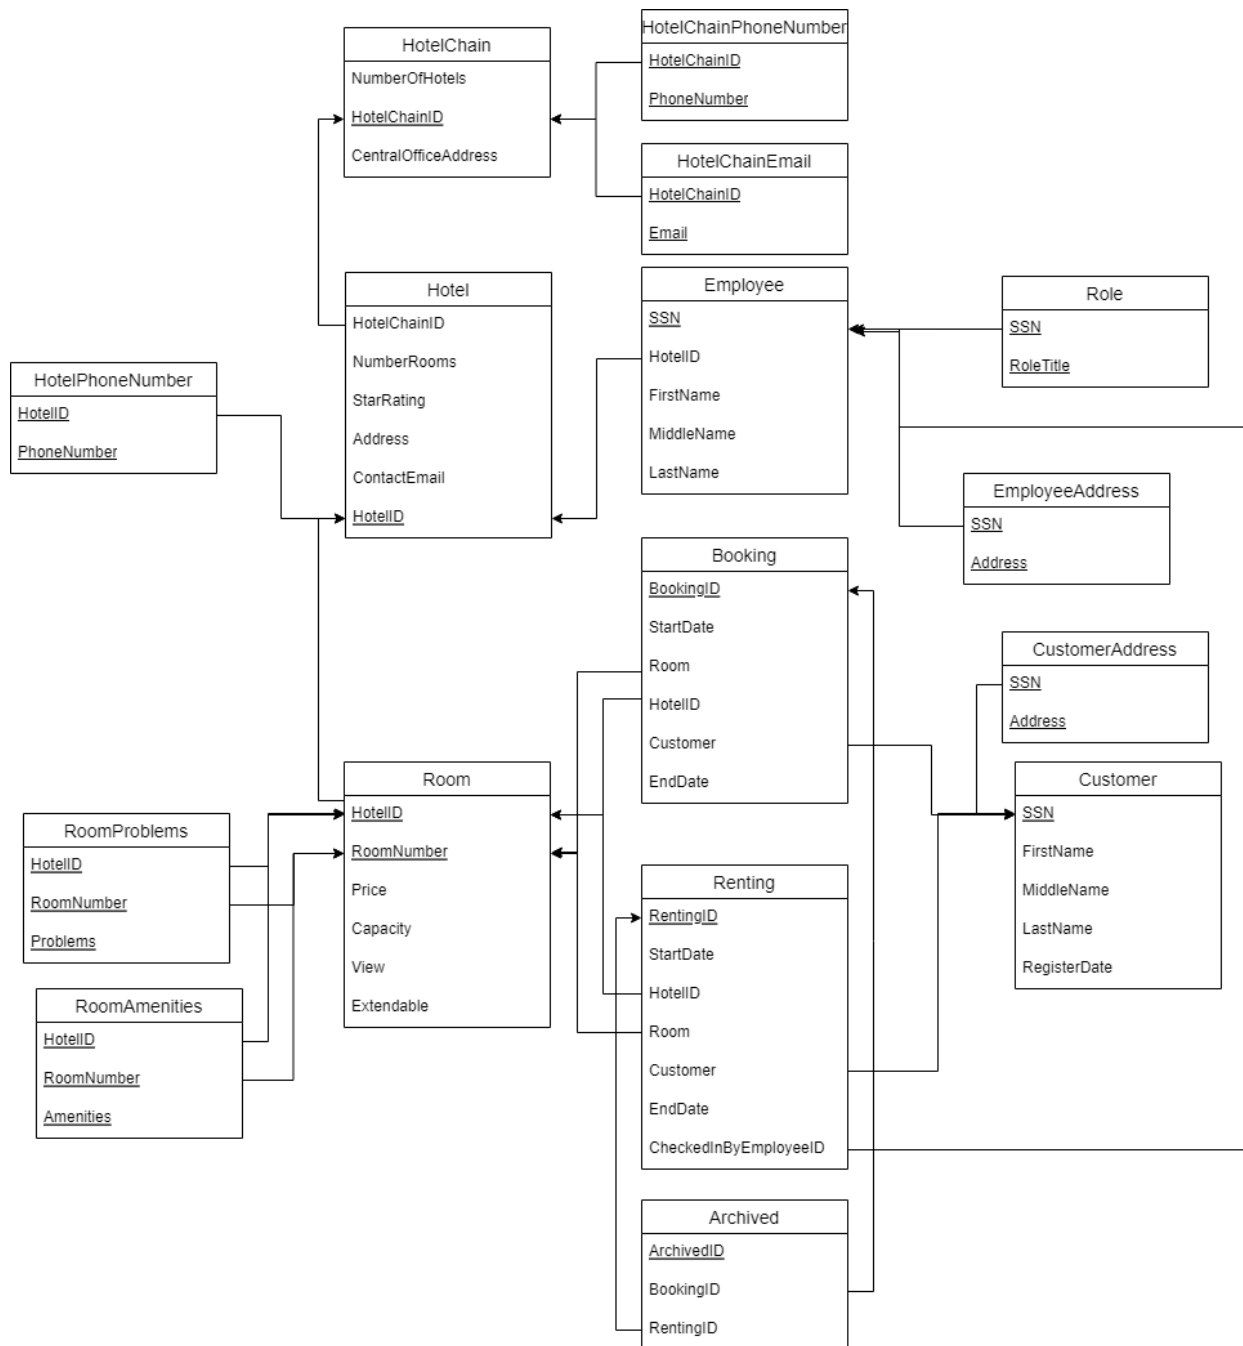 HotelChain
NumberOfHotels
HotelChainID
CentralOfficeAddress
HotelChainPhoneNumber
HotelChainID
PhoneNumber
HotelChainEmail
HotelChainID
Email
Hotel
HotelChainID
NumberRooms
StarRating
Address
ContactEmail
HotelID
Employee
SSN
HotelID
FirstName
MiddleName
LastName
Role
SSN
RoleTitle
HotelPhoneNumber
HotelID
PhoneNumber
EmployeeAddress
SSN
Address
Booking
BookingID
StartDate
Room
HotelID
Customer
EndDate
CustomerAddress
SSN
Address
Room
HotelID
RoomNumber
Price
Capacity
View
Extendable
Customer
SSN
FirstName
MiddleName
LastName
RegisterDate
RoomProblems
HotelID
RoomNumber
Problems
Renting
RentingID
StartDate
HotelID
Room
Customer
EndDate
CheckedInByEmployeeID
RoomAmenities
HotelID
RoomNumber
Amenities
Archived
ArchivedID
BookingID
RentingID